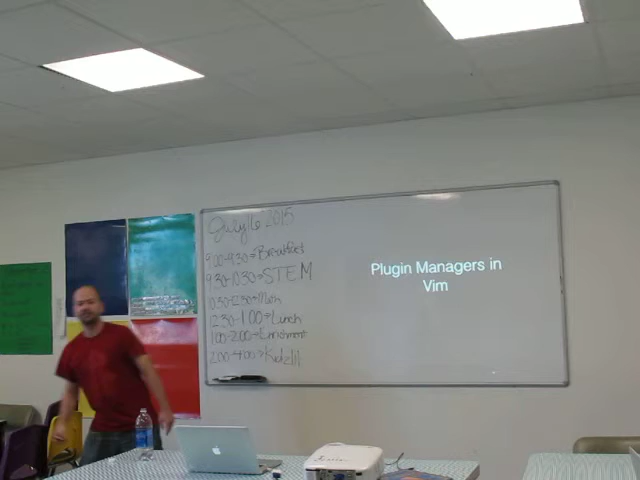 July 16 2015
9:00-9:30→Breakfast
9:30-10:30→STEM
12:30-1:00→Lunch
1:00-2:00→Enrichment
2:00-4:00→
Plugin Managers in
Vim